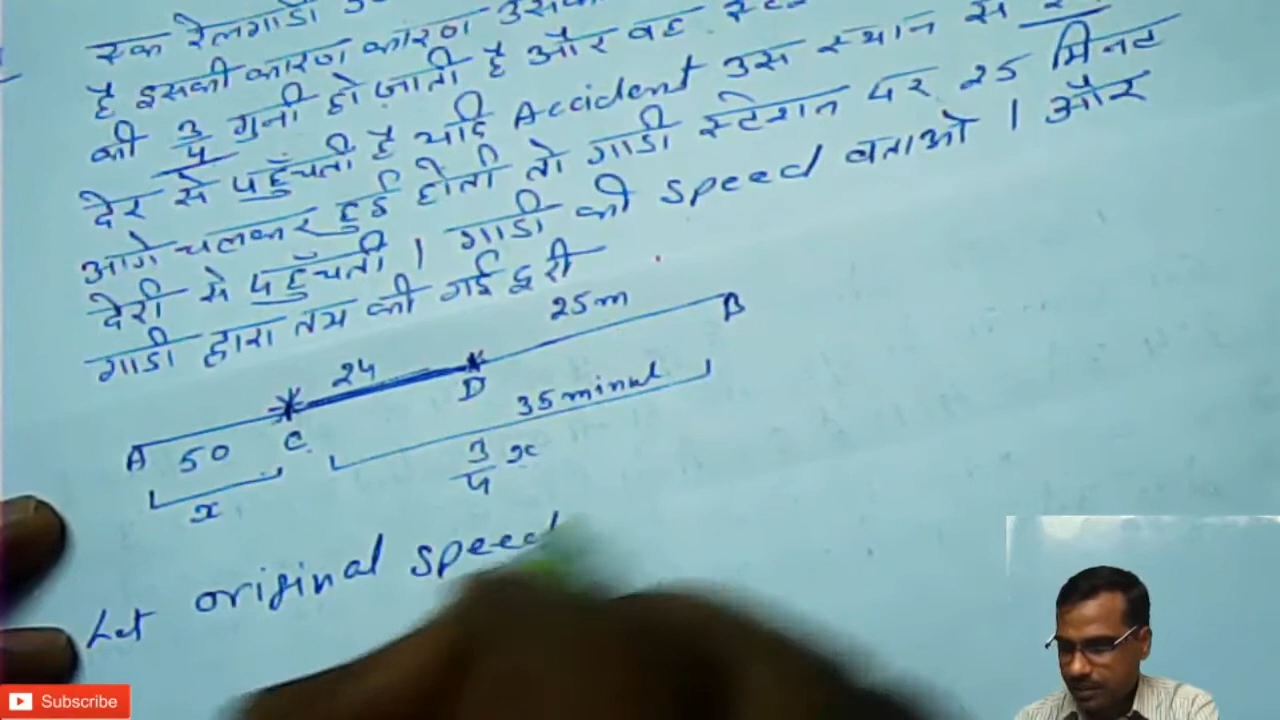 एक रेलगाडी
है इसकी कारण कारण उसकी
की 3/4 गुनी हो जाती है और वह
देर से पहुँचती है यदि Accident उस स्थान से
आगे चलकर हुई होती तो गाडी स्टेशन पर 25 मिनट
देरी से पहुँचती । गाडी की speed बताओ । और
गाडी द्वारा तय की गई दूरी
25m
B
24
D
35 minut
A 50 C
3/4 x
x
Let original speed
Subscribe